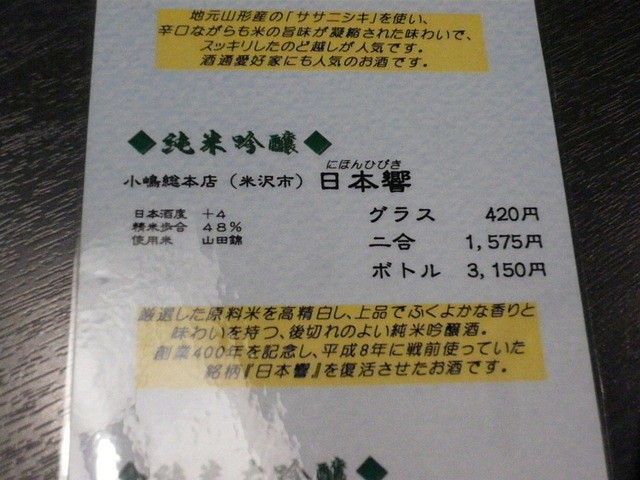 地元山形産の「ササニシキ」を使い、
辛口ながらも米の旨味が凝縮された味わいで、
スッキリしたのど越しが人気です。
酒通愛好家にも人気のお酒です。
◆純米吟醸◆
にほんひびき
小嶋総本店（米沢市）日本響
日本酒度 ＋４
精米歩合 ４８％
使用米 山田錦
グラス 420円
二合 1,575円
ボトル 3,150円
厳選した原料米を高精白し、上品でふくよかな香りと
味わいを持つ、後切れのよい純米吟醸酒。
創業400年を記念し、平成8年に戦前使っていた
銘柄『日本響』を復活させたお酒です。
◆純米大吟醸◆